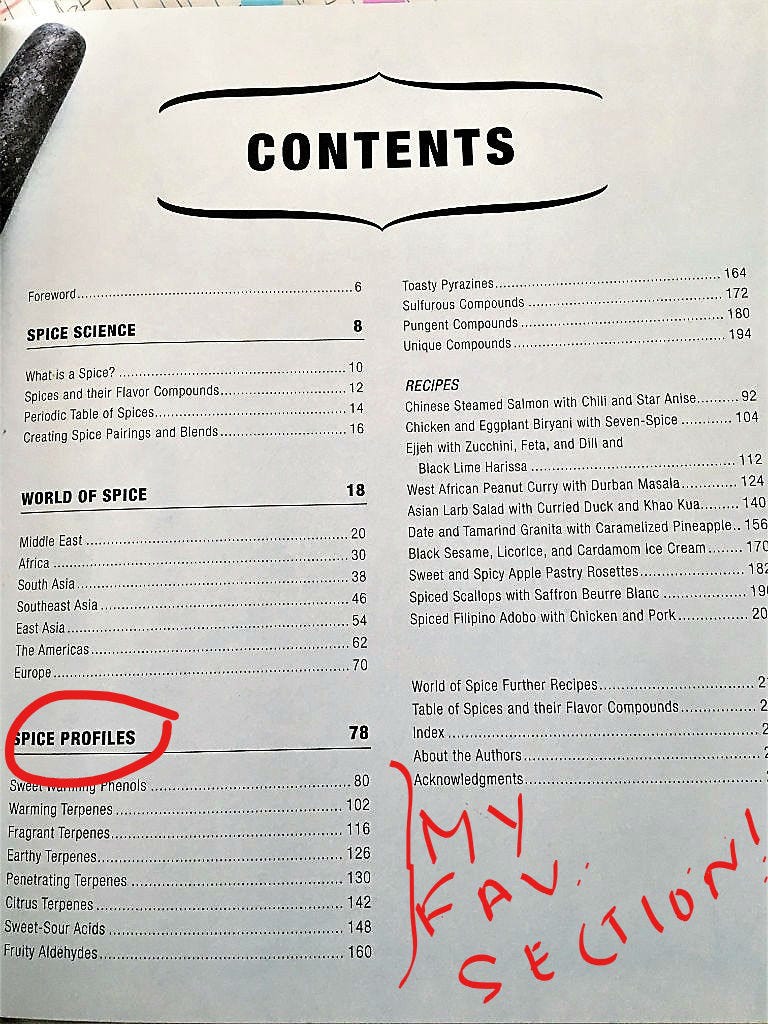 CONTENTS
Foreword 6
SPICE SCIENCE 8
What is a Spice? 10
Spices and their Flavor Compounds 12
Periodic Table of Spices 14
Creating Spice Pairings and Blends 16
WORLD OF SPICE 18
Middle East 20
Africa 30
South Asia 38
Southeast Asia 46
East Asia 54
The Americas 62
Europe 70
SPICE PROFILES 78
Sweet Warming Phenols 80
Warming Terpenes 102
Fragrant Terpenes 116
Earthy Terpenes 126
Penetrating Terpenes 130
Citrus Terpenes 142
Sweet-Sour Acids 148
Fruity Aldehydes 160
Toasty Pyrazines 164
Sulfurous Compounds 172
Pungent Compounds 180
Unique Compounds 194
RECIPES
Chinese Steamed Salmon with Chili and Star Anise 92
Chicken and Eggplant Biryani with Seven-Spice 104
Ejjeh with Zucchini, Feta, and Dill and
Black Lime Harissa 112
West African Peanut Curry with Durban Masala 124
Asian Larb Salad with Curried Duck and Khao Kua 140
Date and Tamarind Granita with Caramelized Pineapple 156
Black Sesame, Licorice, and Cardamom Ice Cream 170
Sweet and Spicy Apple Pastry Rosettes 182
Spiced Scallops with Saffron Beurre Blanc
Spiced Filipino Adobo with Chicken and Pork
World of Spice Further Recipes
Table of Spices and their Flavor Compounds
Index
About the Authors
Acknowledgments
MY
FAV.
SECTION!